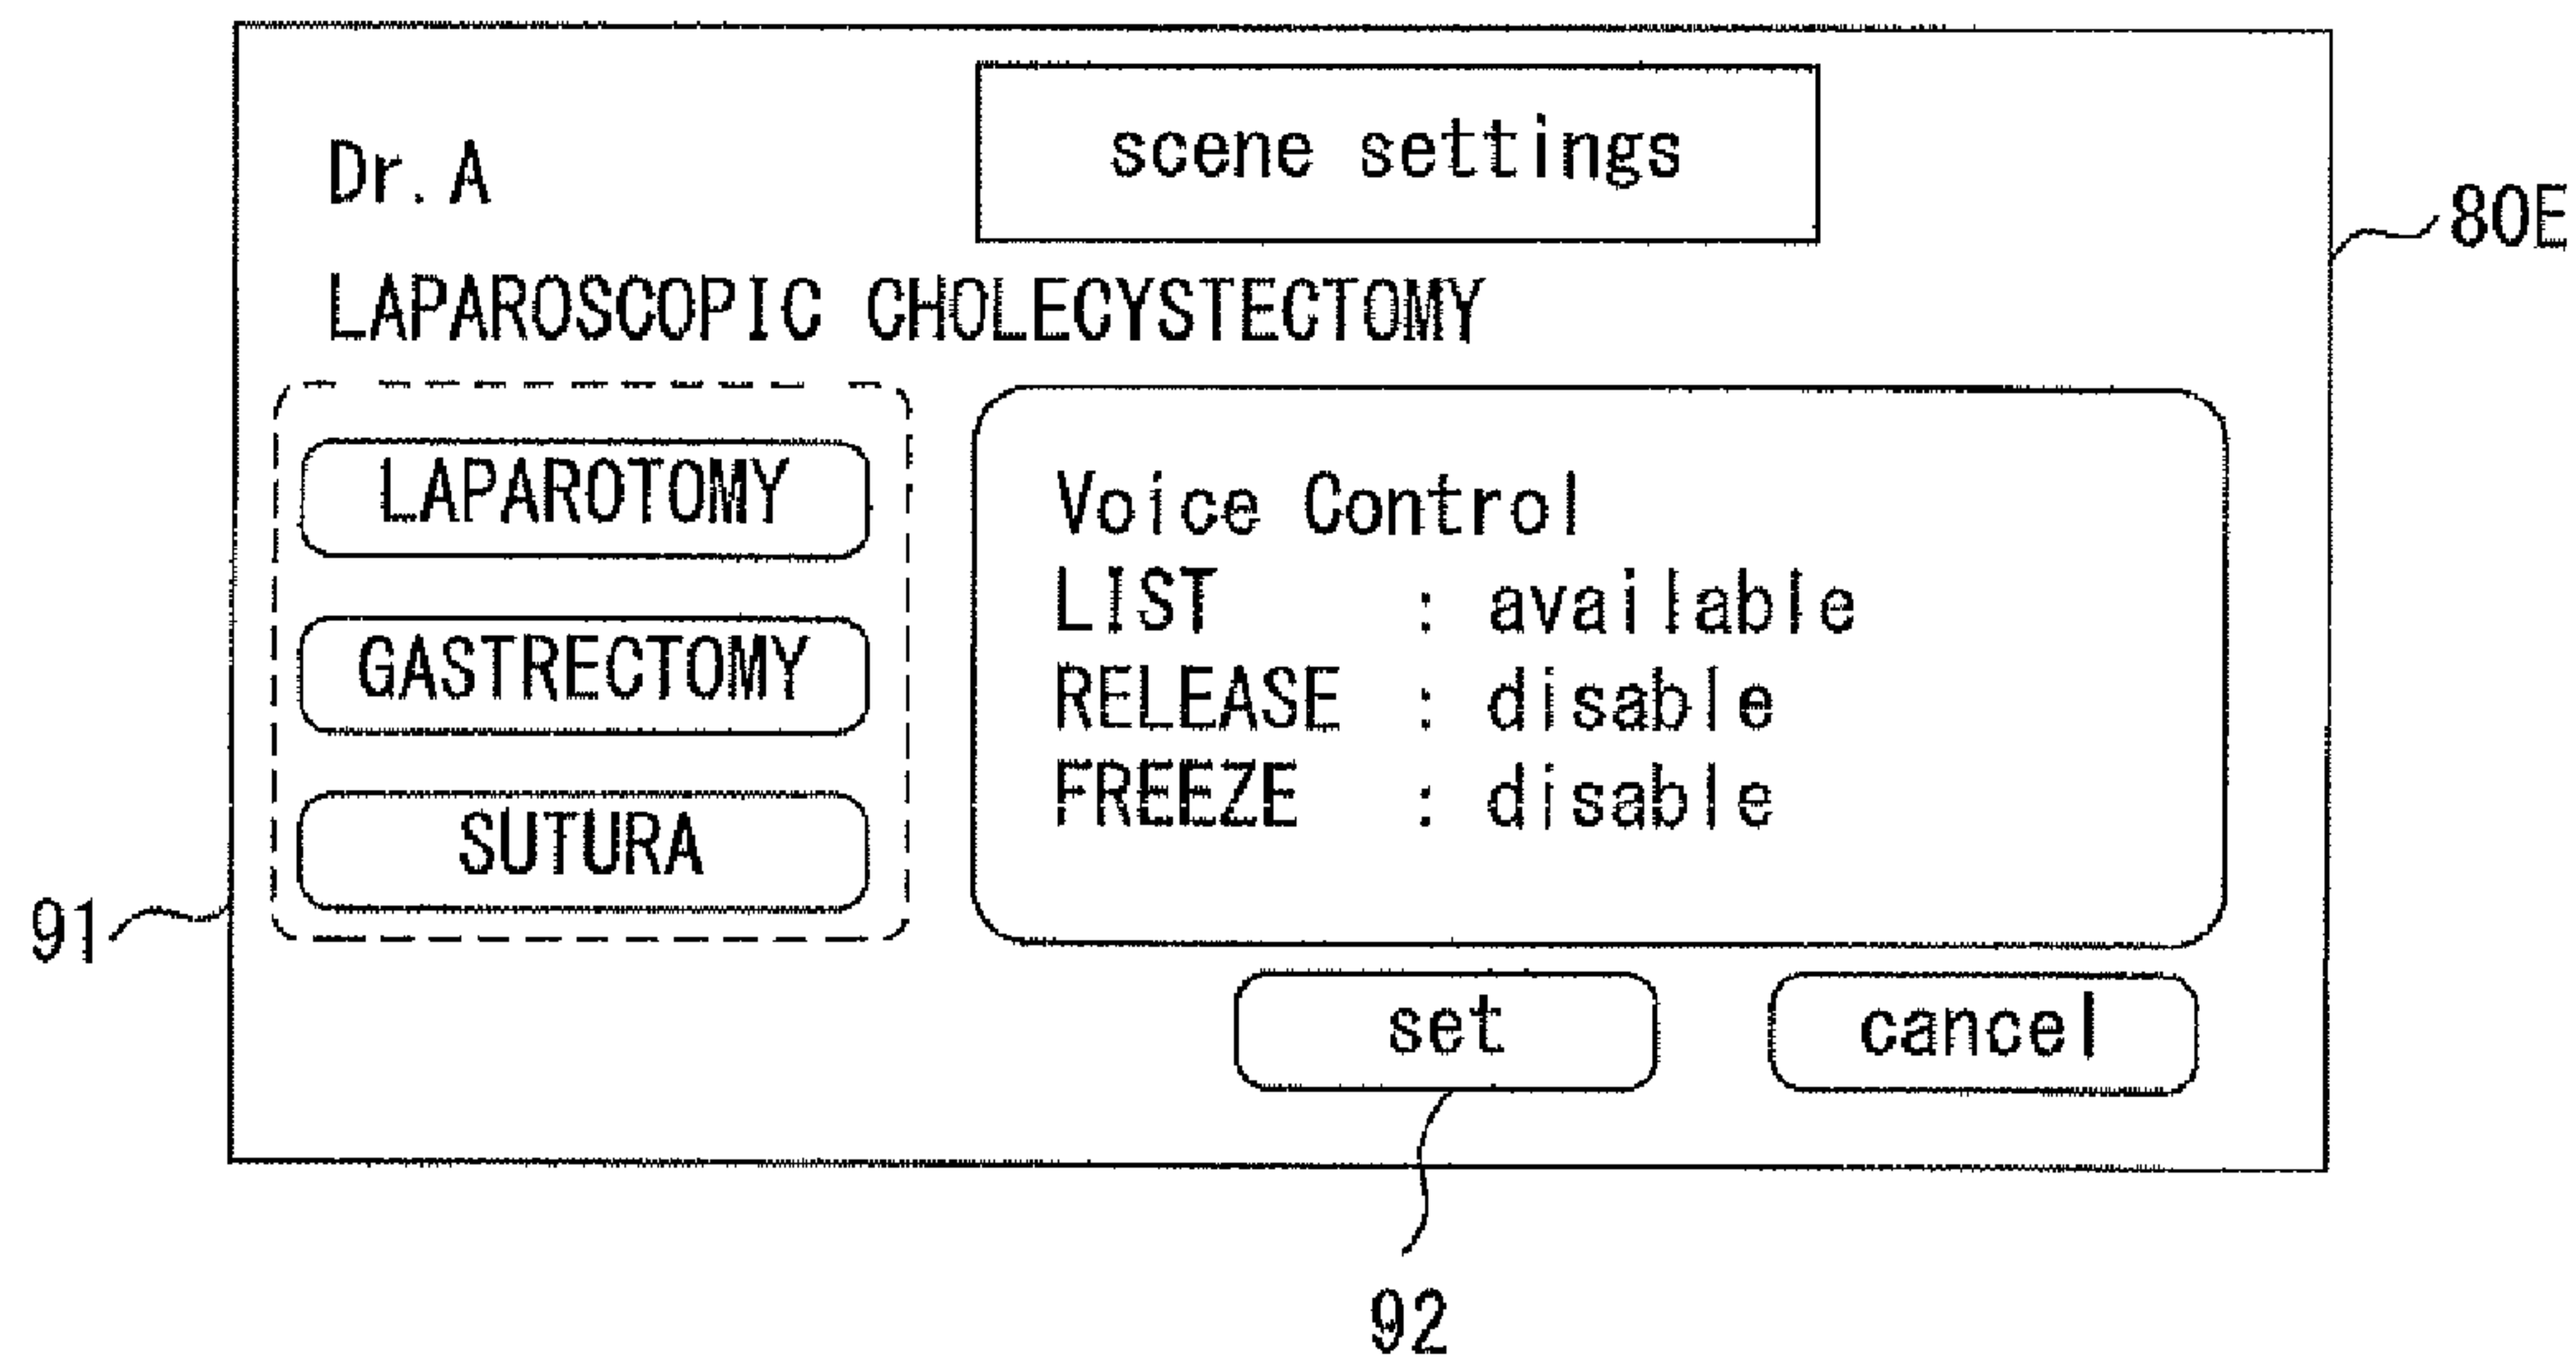 scene settings
Dr. A
80E
LAPAROSCOPIC CHOLECYSTECTOMY
LAPAROTOMY
GASTRECTOMY
SUTURA
Voice Control
LIST : available
RELEASE : disable
FREEZE : disable
91
set
cancel
92